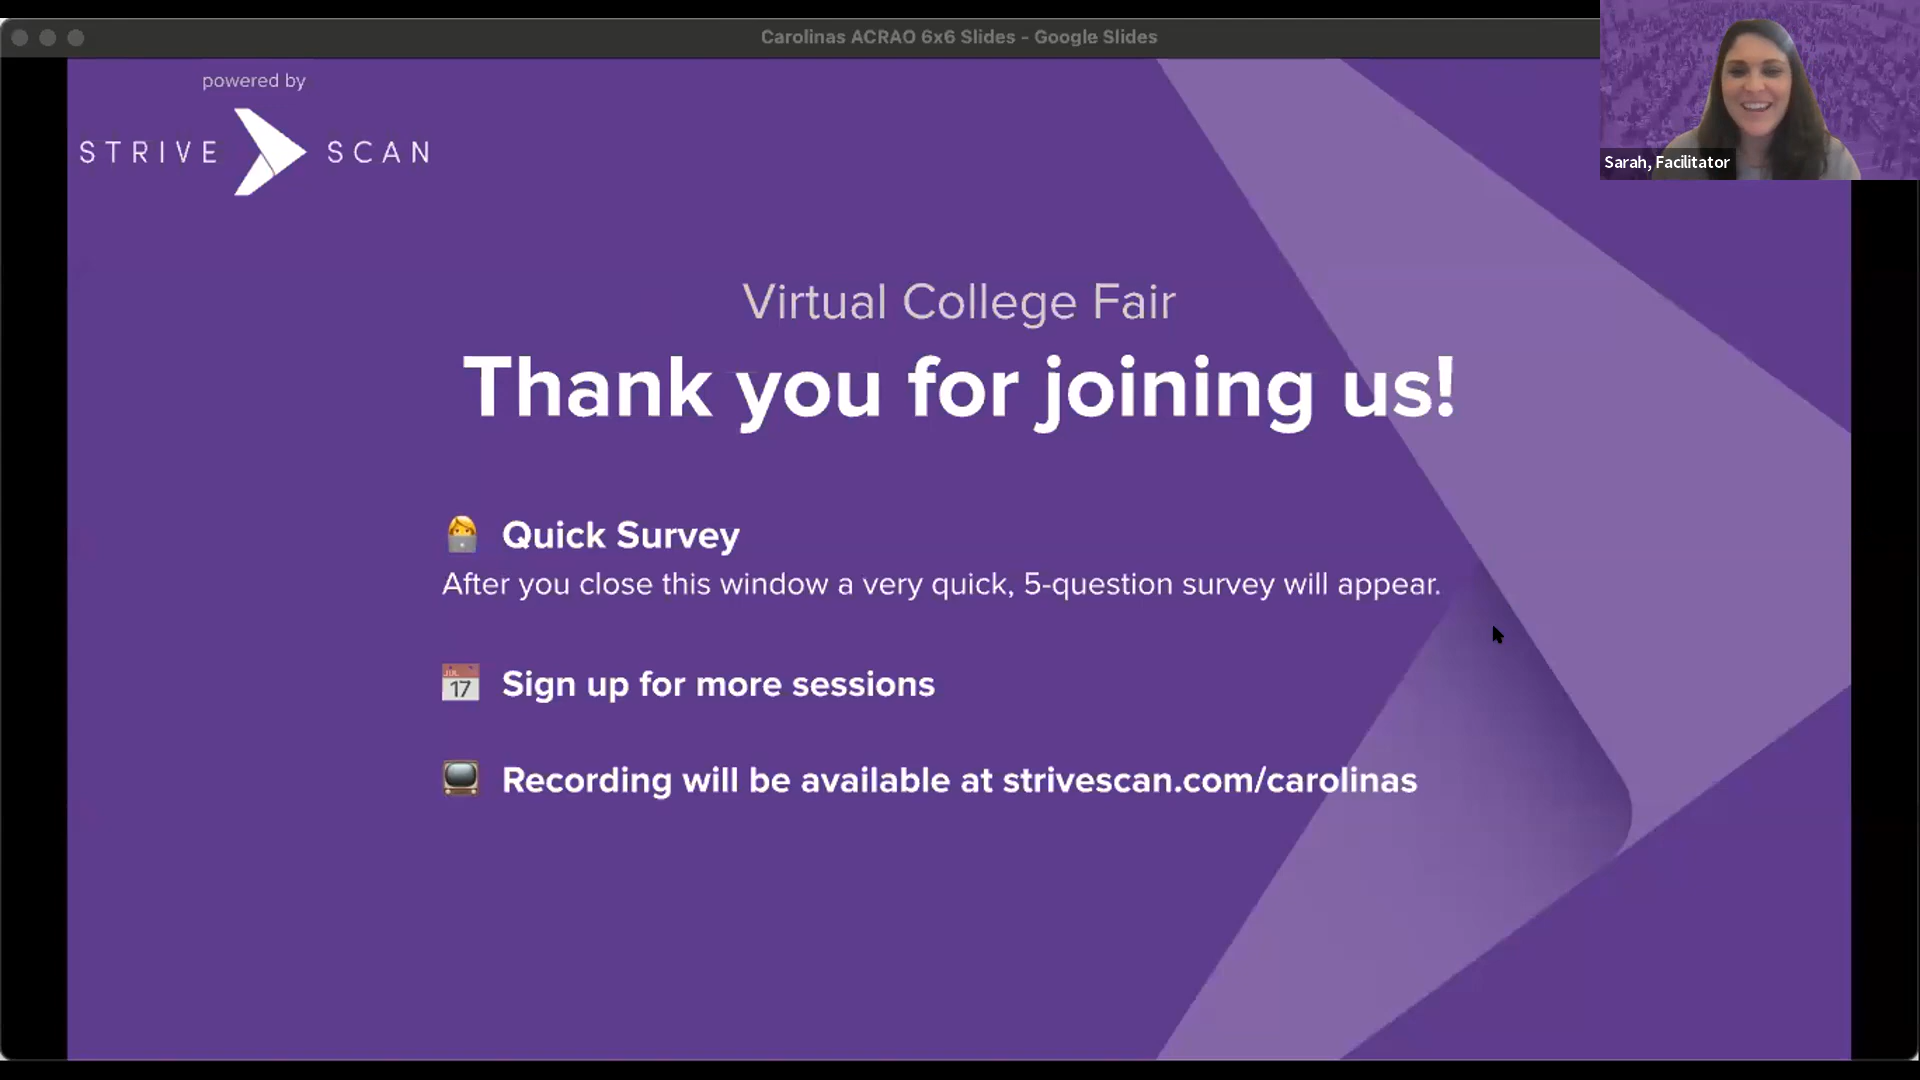 Carolinas ACRAO 6x6 Slides - Google Slides
powered by
STRIVE SCAN
Sarah, Facilitator
Virtual College Fair
Thank you for joining us!
Quick Survey
After you close this window a very quick, 5-question survey will appear.
JUL
17
Sign up for more sessions
Recording will be available at strivescan.com/carolinas